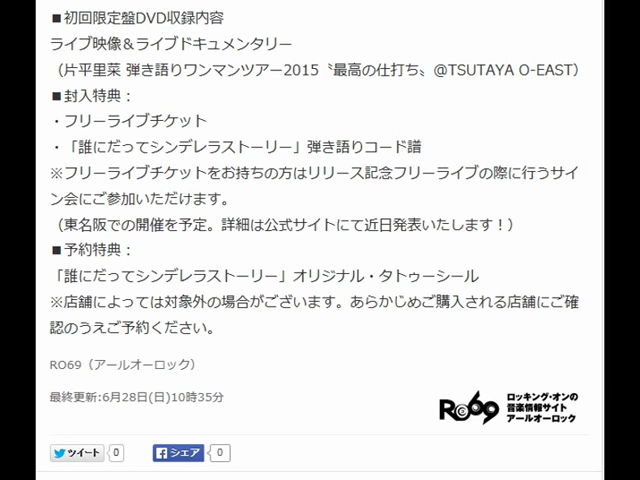 ■初回限定盤DVD収録内容
ライブ映像＆ライブドキュメンタリー
（片平里菜 弾き語りワンマンツアー2015〝最高の仕打ち〟@TSUTAYA O-EAST）
■封入特典：
・フリーライブチケット
・「誰にだってシンデレラストーリー」弾き語りコード譜
※フリーライブチケットをお持ちの方はリリース記念フリーライブの際に行うサイ
ン会にご参加いただけます。
（東名阪での開催を予定。詳細は公式サイトにて近日発表いたします！）
■予約特典：
「誰にだってシンデレラストーリー」オリジナル・タトゥーシール
※店舗によっては対象外の場合がございます。あらかじめご購入される店舗にご確
認のうえご予約ください。
RO69（アールオーロック）
最終更新:6月28日(日)10時35分
Ro69
ロッキング・オンの
音楽情報サイト
アールオーロック
ツイート 0 シェア 0